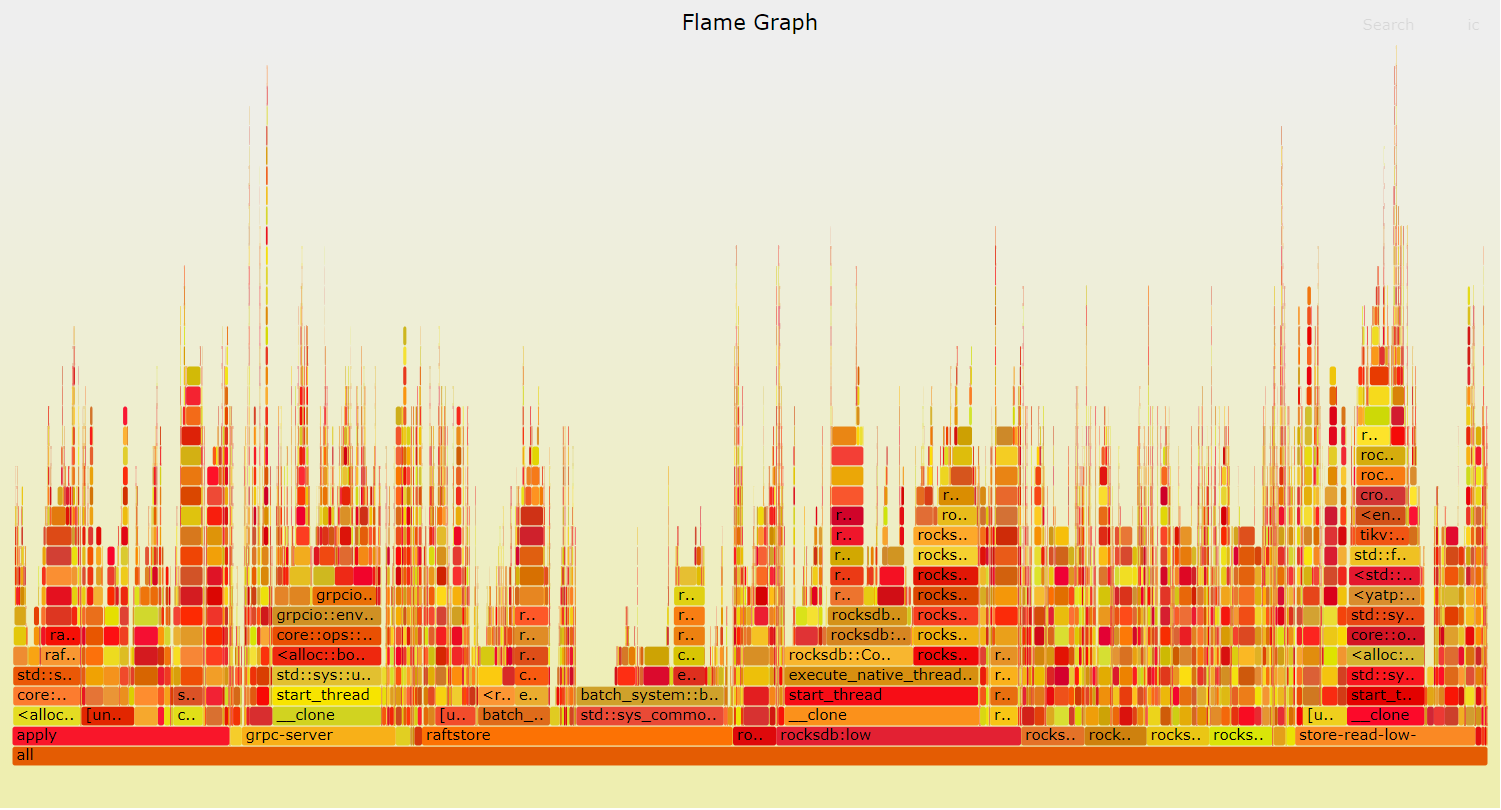 Flame Graph
Search ic
r..
roc..
roc..
r.. cro..
r.. ro.. <en..
r.. rocks.. tikv:..
r.. rocks.. std::f..
r.. rocks.. <std::..
grpcio.. r.. r.. rocks.. <yatp:..
grpcio::env.. r.. r.. rocksdb.. rocks.. std::sy..
ra.. core::ops::.. r.. r.. rocksdb:.. rocks.. core::o..
raf.. <alloc::bo.. r.. c.. rocksdb::Co.. rocks.. r.. <alloc:..
std::s.. std::sys::u.. c.. e.. execute_native_thread.. r.. std::sy..
core:.. s.. start_thread <r.. e.. batch_system::b.. start_thread r.. start_t..
<alloc.. [un.. c.. __clone [u.. batch_.. std::sys_commo.. __clone r.. [u.. __clone
apply grpc-server raftstore ro.. rocksdb:low rocks.. rock.. rocks.. rocks.. store-read-low-
all